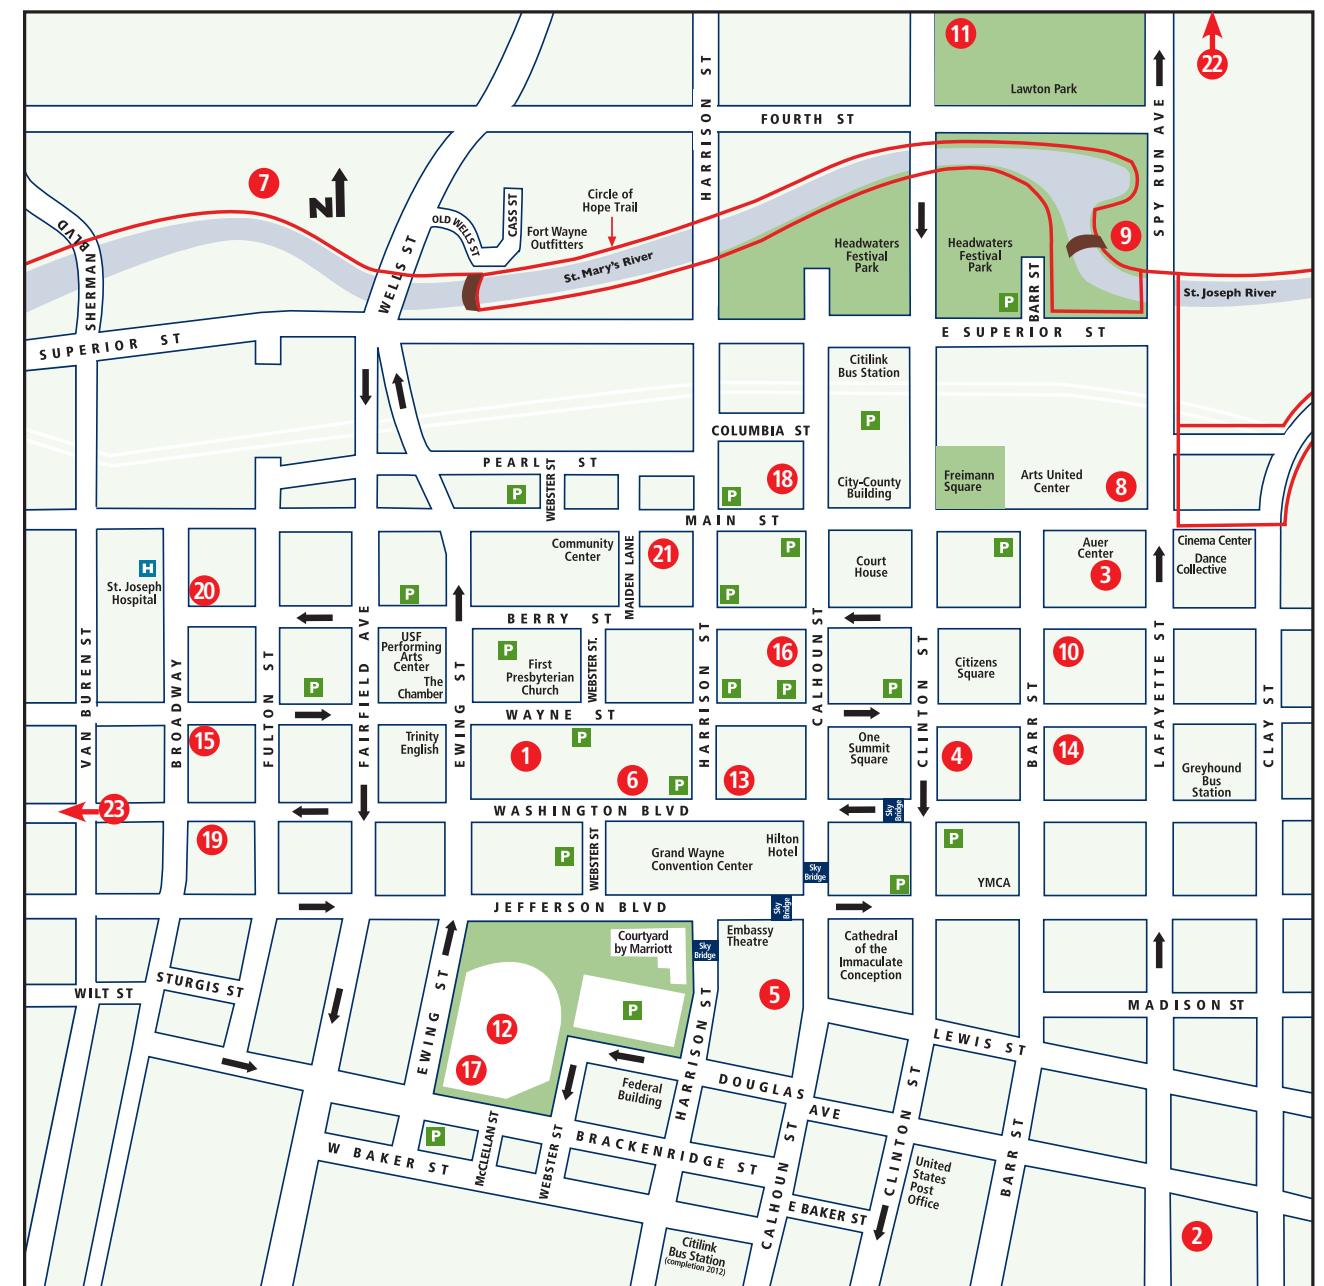 11
22
Lawton Park
FOURTH ST
HARRISON ST
SPY RUN AVE
7
N
Circle of
Hope Trail
CASS ST
OLD WELLS ST
Fort Wayne
Outfitters
St. Mary's River
WELLS ST
SHERMAN BLVD
Headwaters
Festival
Park
Headwaters
Festival
Park
9
P
BARR ST
St. Joseph River
SUPERIOR ST
E SUPERIOR ST
Citilink
Bus Station
P
COLUMBIA ST
PEARL ST
WEBSTER ST
P
18
P
City-County
Building
Freimann
Square
Arts United
Center
8
MAIN ST
H
St. Joseph
Hospital
20
P
Community
Center
MAIDEN LANE
21
P
P
Court
House
P
Auer
Center
3
Cinema Center
Dance
Collective
BERRY ST
VAN BUREN ST
BROADWAY
FULTON ST
P
FAIRFIELD AVE
USF
Performing
Arts
Center
The
Chamber
EWING ST
P
First
Presbyterian
Church
WEBSTER ST.
HARRISON ST
16
P
P
CALHOUN ST
P
CLINTON ST
Citizens
Square
BARR ST
10
LAFAYETTE ST
CLAY ST
WAYNE ST
15
Trinity
English
1
P
6
P
13
One
Summit
Square
4
14
Greyhound
Bus
Station
23
WASHINGTON BLVD
Sky
Bridge
19
P
WEBSTER ST
Grand Wayne
Convention Center
Hilton
Hotel
Sky
Bridge
P
P
YMCA
JEFFERSON BLVD
Sky
Bridge
Courtyard
by Marriott
Sky
Bridge
Embassy
Theatre
Cathedral
of the
Immaculate
Conception
STURGIS ST
WILT ST
EWING ST
12
P
HARRISON ST
5
MADISON ST
LEWIS ST
17
Federal
Building
DOUGLAS AVE
CLINTON ST
P
McCLELLAN ST
WEBSTER ST
BRACKENRIDGE ST
CALHOUN ST
BARR ST
W BAKER ST
United
States
Post
Office
E BAKER ST
Citilink
Bus Station
(completion 2012)
2